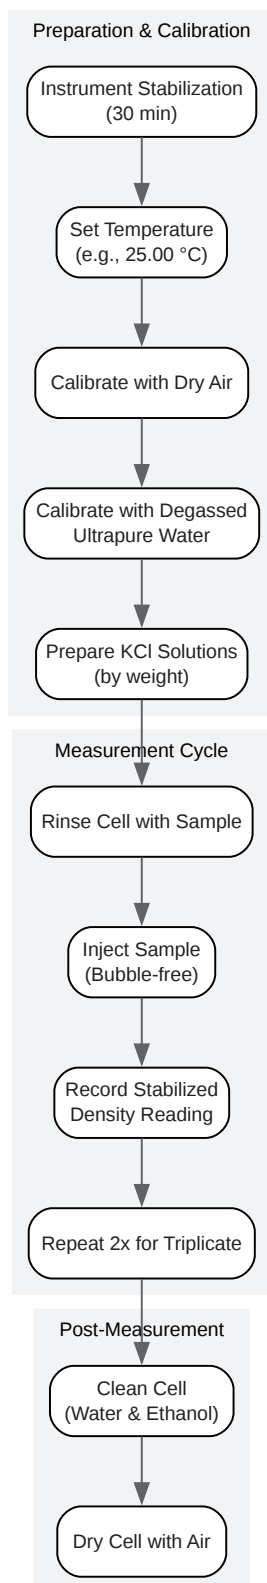 Preparation & Calibration
Instrument Stabilization
(30 min)
Set Temperature
(e.g., 25.00 °C)
Calibrate with Dry Air
Calibrate with Degassed
Ultrapure Water
Prepare KCl Solutions
(by weight)
Measurement Cycle
Rinse Cell with Sample
Inject Sample
(Bubble-free)
Record Stabilized
Density Reading
Repeat 2x for Triplicate
Post-Measurement
Clean Cell
(Water & Ethanol)
Dry Cell with Air